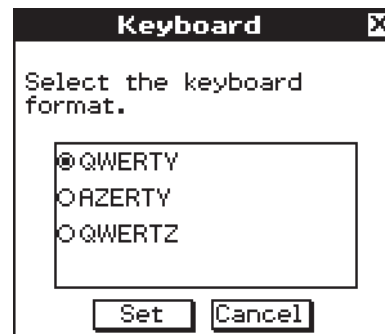 Keyboard
Select the keyboard
format.
QWERTY
AZERTY
QWERTZ
Set Cancel